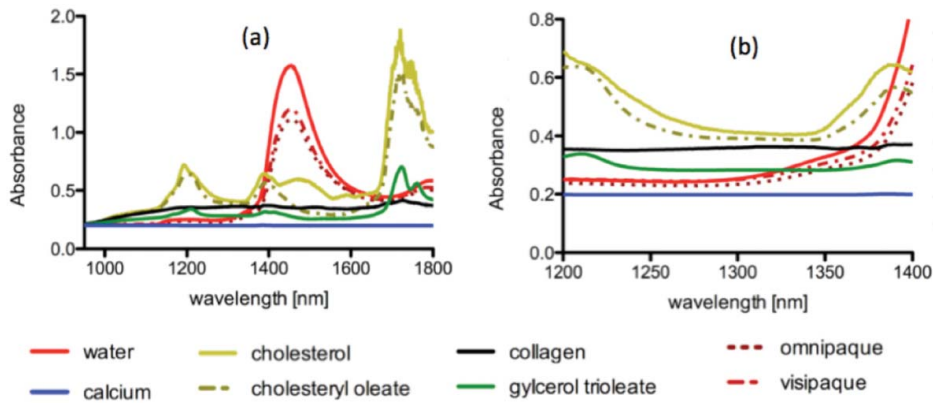 (a)
2.0
1.5
1.0
0.5
0.0
Absorbance
1000 1200 1400 1600 1800
wavelength [nm]
(b)
0.8
0.6
0.4
0.2
0.0
Absorbance
1200 1250 1300 1350 1400
wavelength [nm]
water
cholesterol
collagen
omnipaque
calcium
cholesteryl oleate
gylcerol trioleate
visipaque